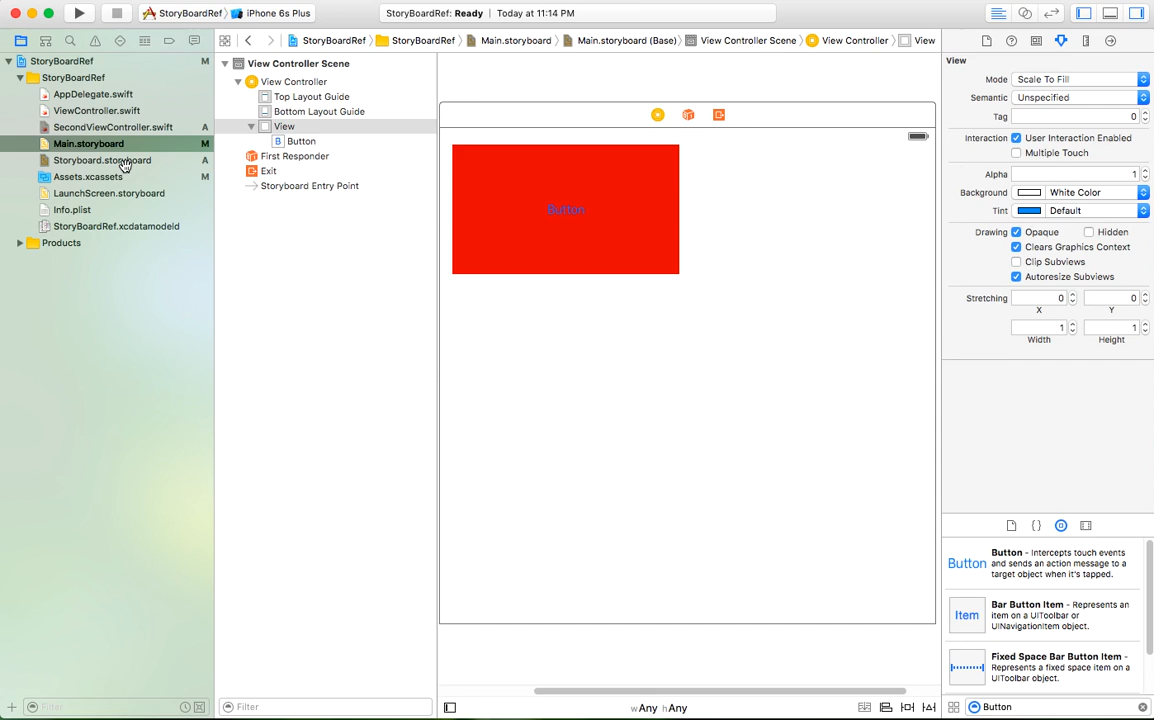 StoryBoardRef iPhone 6s Plus StoryBoardRef: Ready Today at 11:14 PM
StoryBoardRef StoryBoardRef Main.storyboard Main.storyboard (Base) View Controller Scene View Controller View
StoryBoardRef M
StoryBoardRef
AppDelegate.swift
ViewController.swift
SecondViewController.swift A
Main.storyboard M
Storyboard.storyboard A
Assets.xcassets M
LaunchScreen.storyboard
Info.plist
StoryBoardRef.xcdatamodeld
Products
Filter
View Controller Scene
View Controller
Top Layout Guide
Bottom Layout Guide
View
B Button
First Responder
Exit
Storyboard Entry Point
Filter
Button
wAny hAny
View
Mode Scale To Fill
Semantic Unspecified
Tag 0
Interaction User Interaction Enabled
Multiple Touch
Alpha 1
Background White Color
Tint Default
Drawing Opaque Hidden
Clears Graphics Context
Clip Subviews
Autoresize Subviews
Stretching 0 0
X Y
1 1
Width Height
{ }
Button Button - Intercepts touch events
and sends an action message to a
target object when it's tapped.
Item Bar Button Item - Represents an
item on a UIToolbar or
UINavigationItem object.
Fixed Space Bar Button Item -
Represents a fixed space item on a
UIToolbar object.
Button